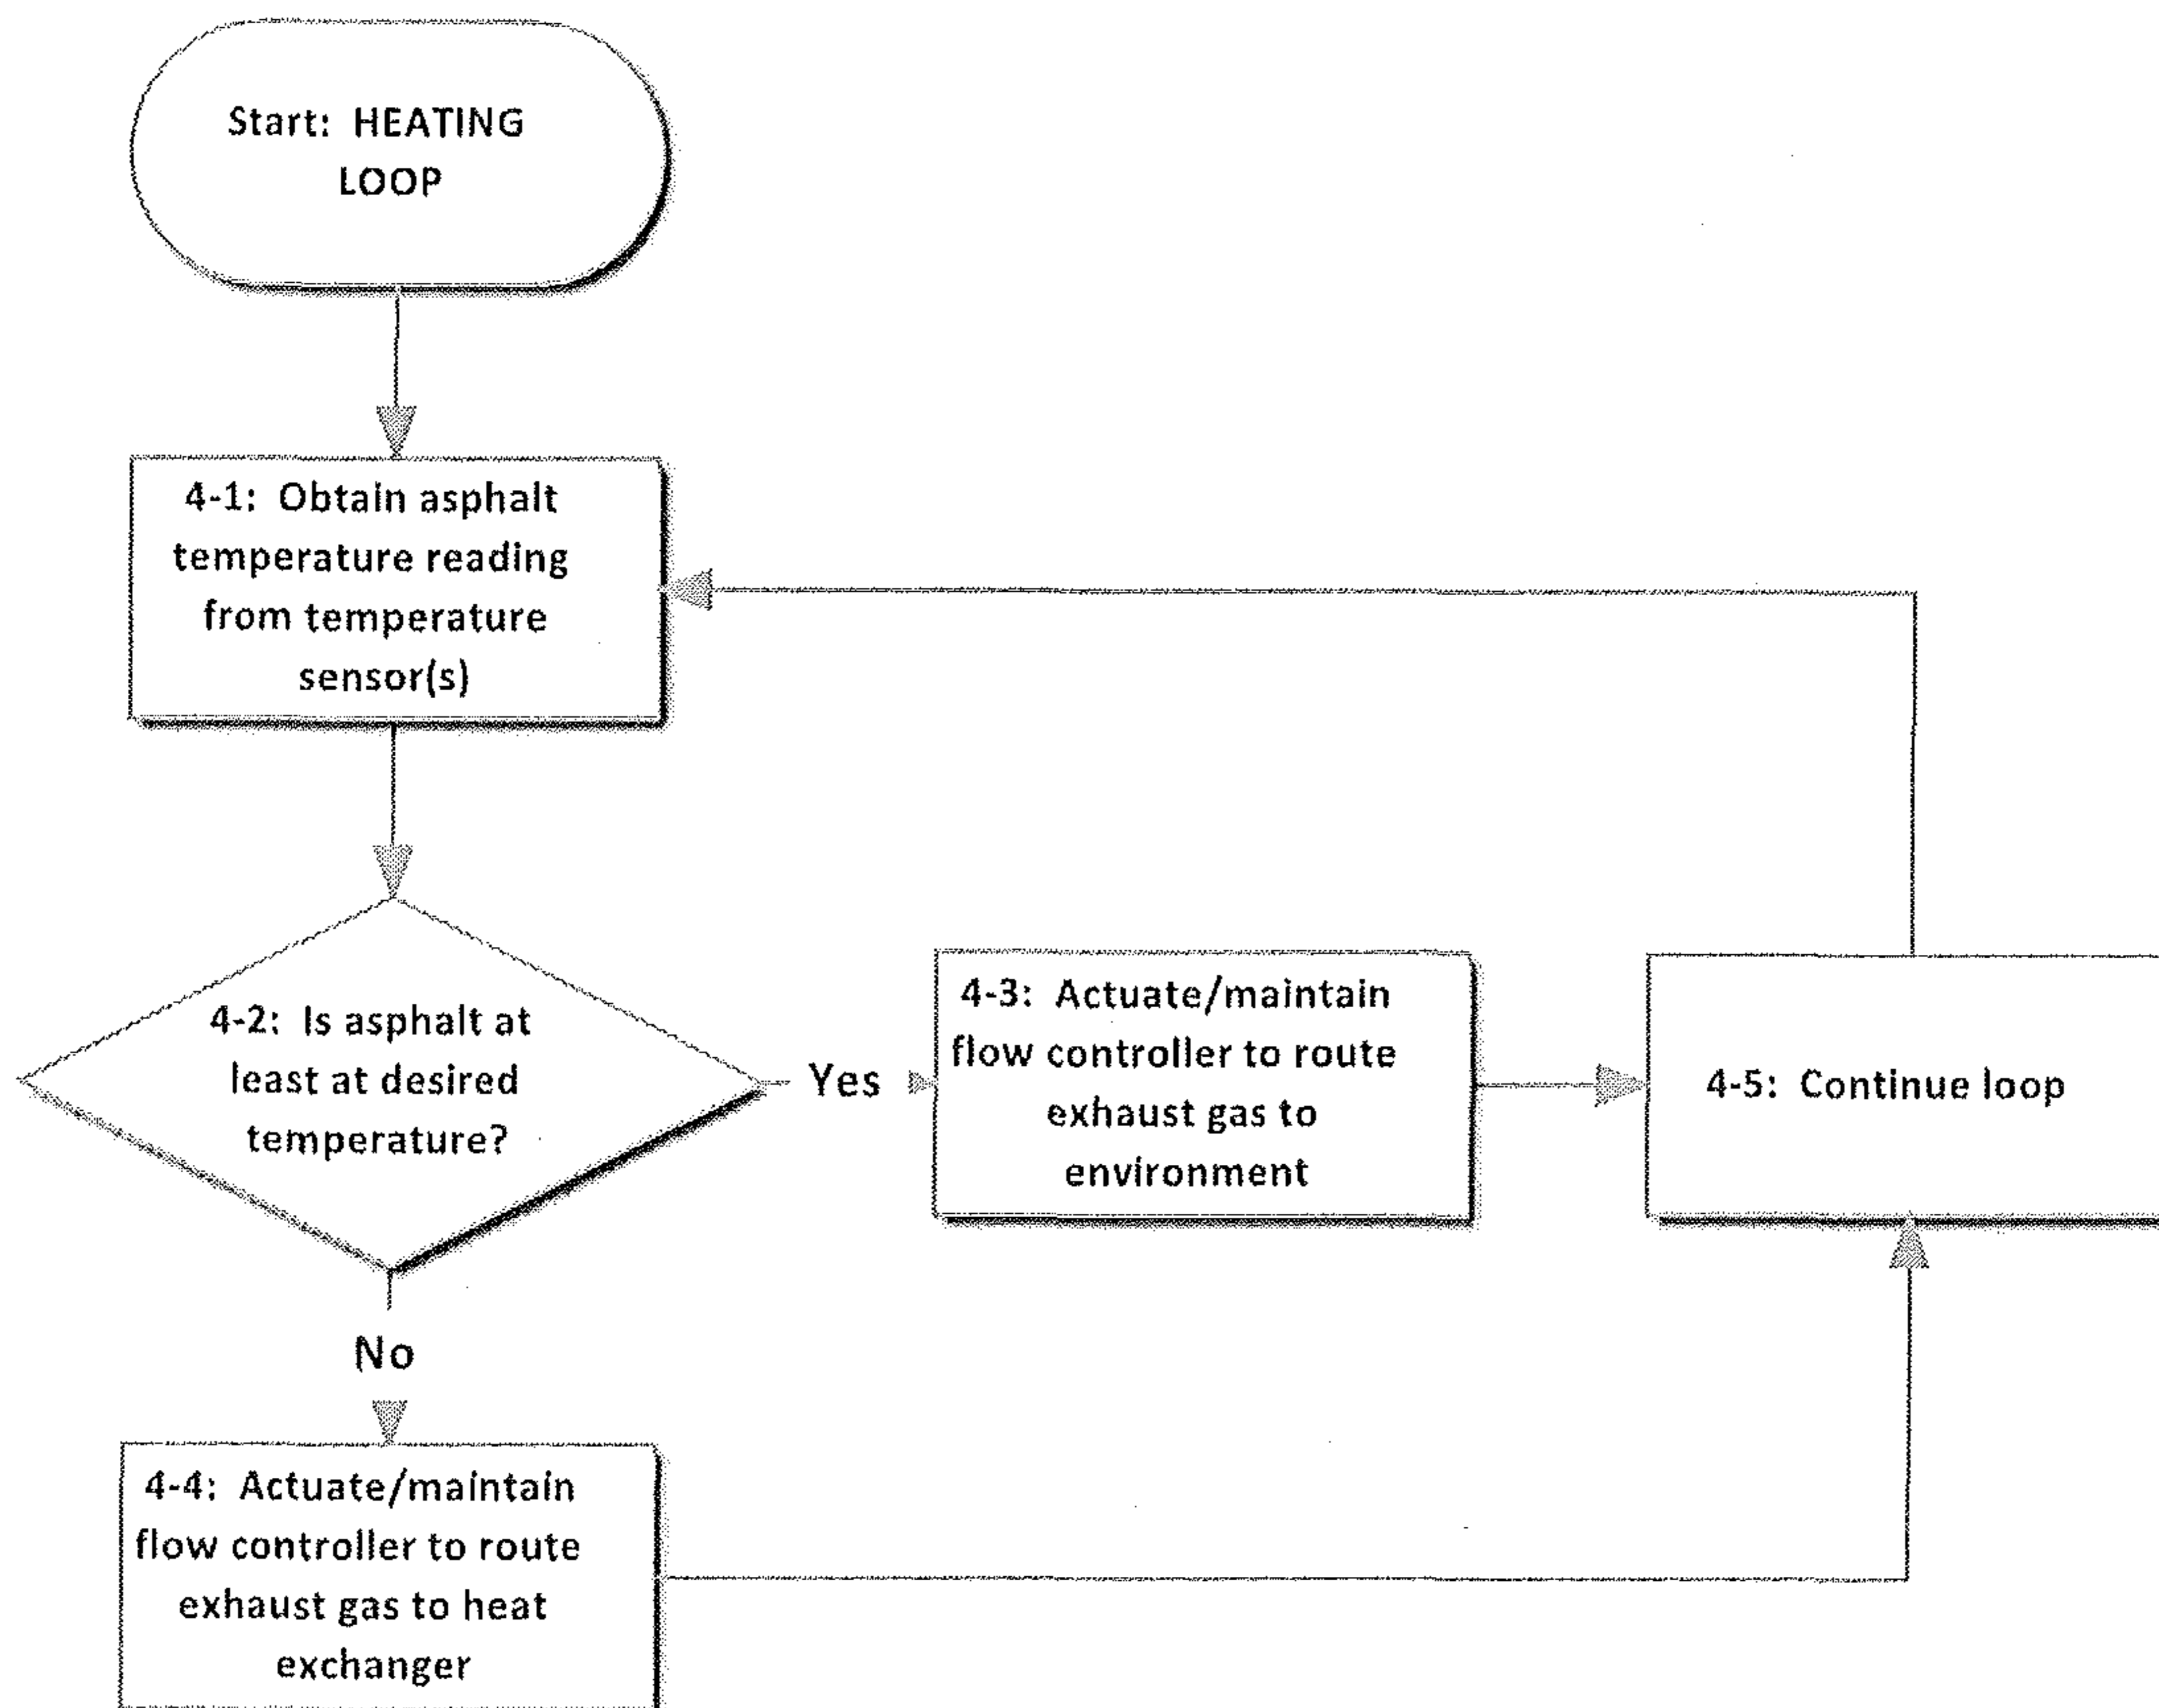 Start: HEATING
LOOP
4-1: Obtain asphalt
temperature reading
from temperature
sensor(s)
4-2: Is asphalt at
least at desired
temperature?
Yes
4-3: Actuate/maintain
flow controller to route
exhaust gas to
environment
4-5: Continue loop
No
4-4: Actuate/maintain
flow controller to route
exhaust gas to heat
exchanger